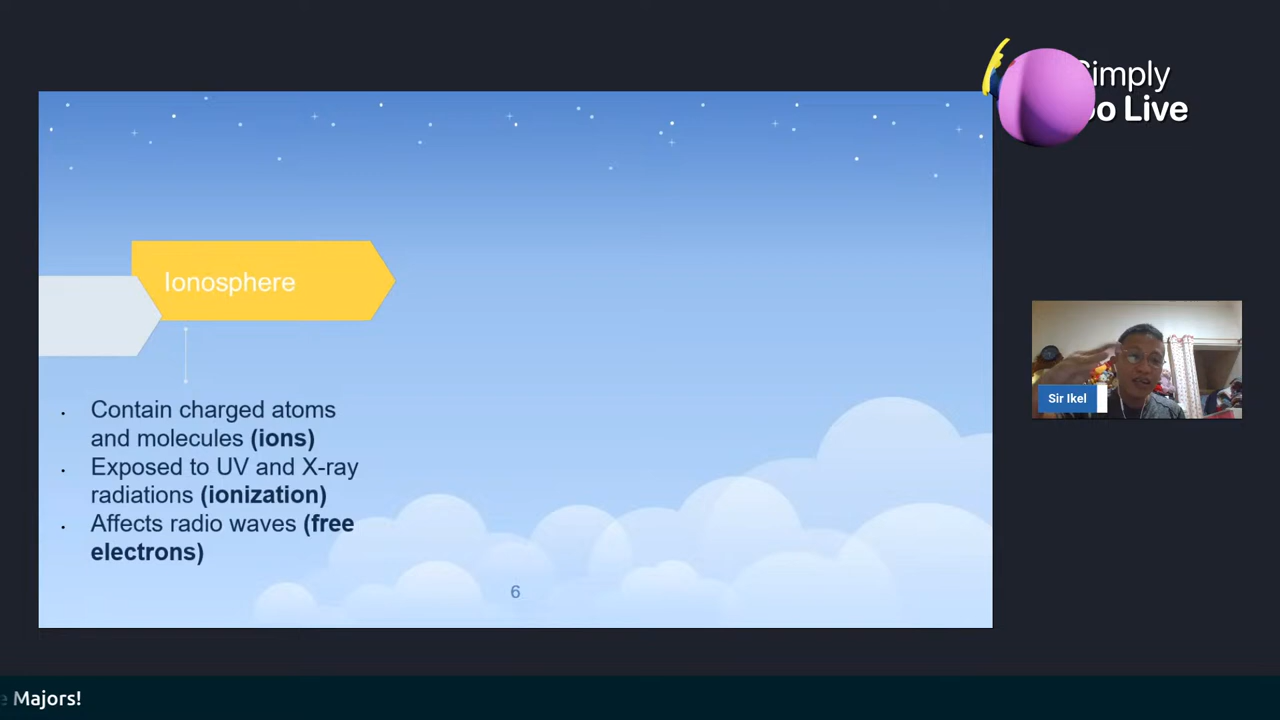 Simply
Go Live
Ionosphere
. Contain charged atoms
and molecules (ions)
. Exposed to UV and X-ray
radiations (ionization)
. Affects radio waves (free
electrons)
6
Sir Ikel
e Majors!